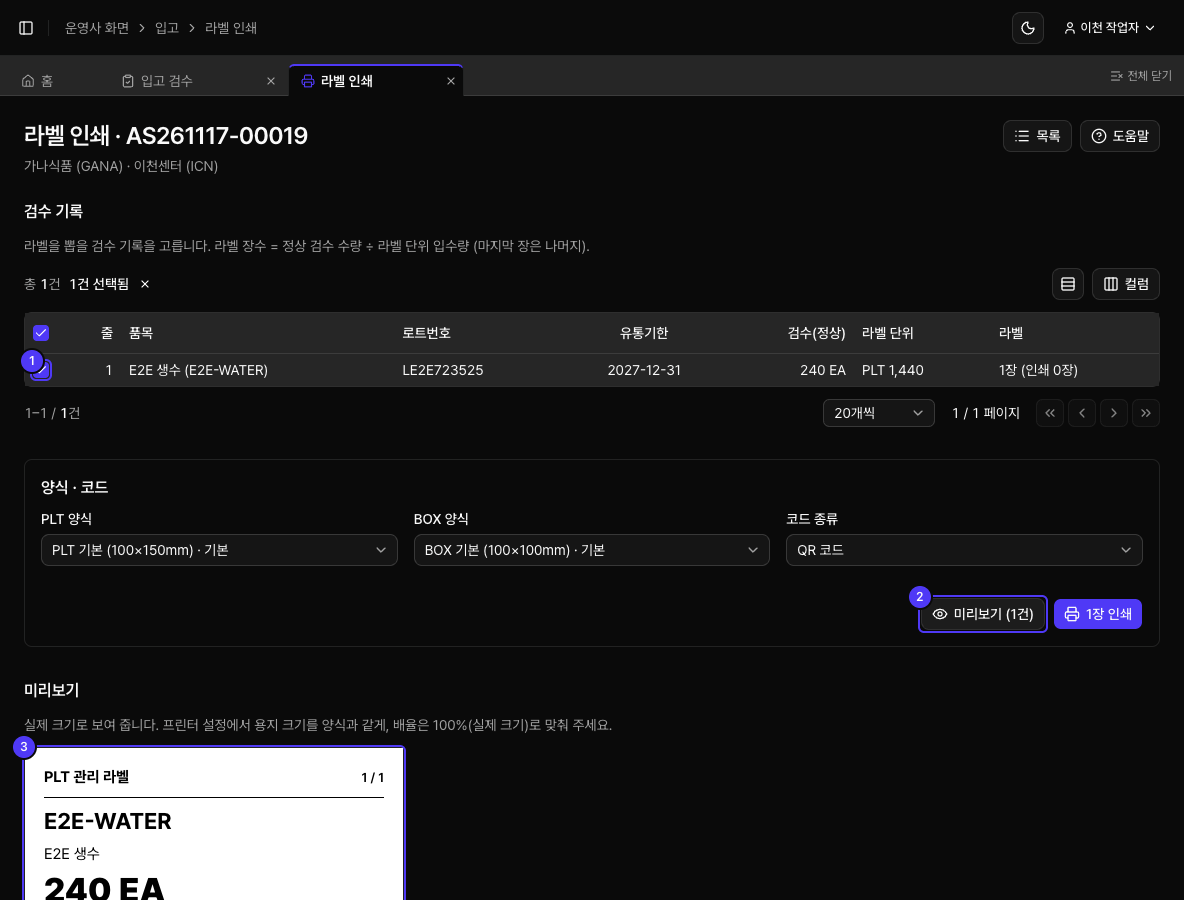 운영사 화면 > 입고 > 라벨 인쇄
이천 작업자
홈
입고 검수 ×
라벨 인쇄 ×
전체 닫기
라벨 인쇄 · AS261117-00019
목록
도움말
가나식품 (GANA) · 이천센터 (ICN)
검수 기록
라벨을 뽑을 검수 기록을 고릅니다. 라벨 장수 = 정상 검수 수량 ÷ 라벨 단위 입수량 (마지막 장은 나머지).
총 1건 1건 선택됨 ×
컬럼
줄 품목 로트번호 유통기한 검수(정상) 라벨 단위 라벨
1
1 E2E 생수 (E2E-WATER) LE2E723525 2027-12-31 240 EA PLT 1,440 1장 (인쇄 0장)
1–1 / 1건
20개씩
1 / 1 페이지
« ‹ › »
양식 · 코드
PLT 양식 BOX 양식 코드 종류
PLT 기본 (100×150mm) · 기본
BOX 기본 (100×100mm) · 기본
QR 코드
2
미리보기 (1건)
1장 인쇄
미리보기
실제 크기로 보여 줍니다. 프린터 설정에서 용지 크기를 양식과 같게, 배율은 100%(실제 크기)로 맞춰 주세요.
3
PLT 관리 라벨 1 / 1
E2E-WATER
E2E 생수
240 EA